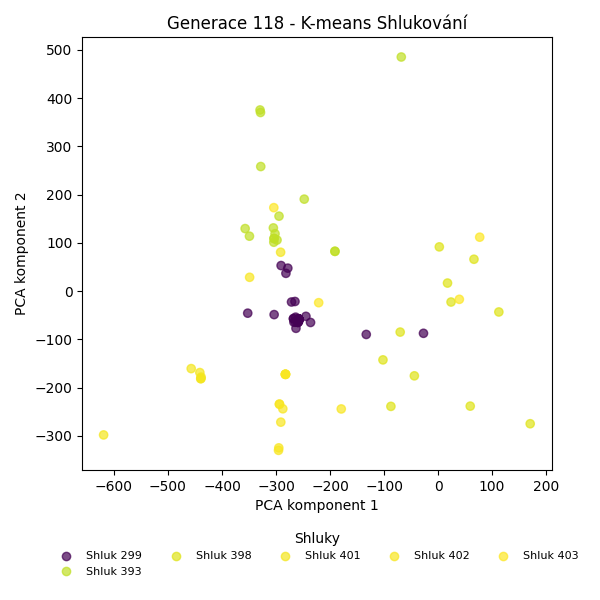 Generace 118 - K-means Shlukování
500
400
300
200
100
0
−100
−200
−300
PCA komponent 2
−600 −500 −400 −300 −200 −100 0 100 200
PCA komponent 1
Shluky
Shluk 299 Shluk 398 Shluk 401 Shluk 402 Shluk 403
Shluk 393